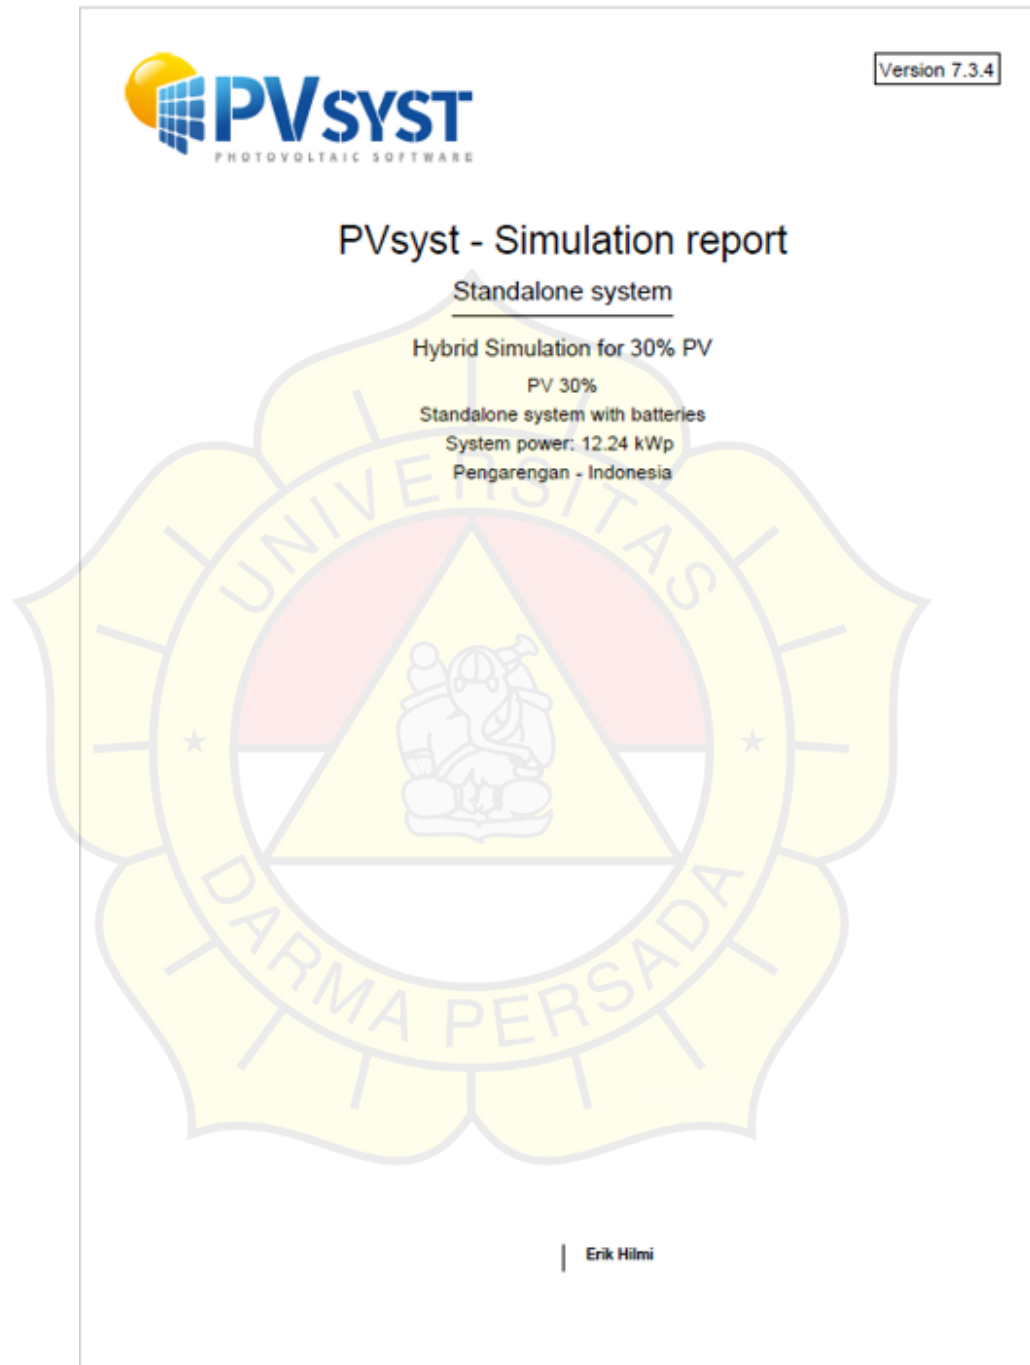 PVSYST
PHOTOVOLTAIC SOFTWARE
Version 7.3.4
PVsyst - Simulation report
Standalone system
Hybrid Simulation for 30% PV
PV 30%
Standalone system with batteries
System power: 12.24 kWp
Pengarengan - Indonesia
UNIVERSITAS
DARMA PERSADA
Erik Hilmi